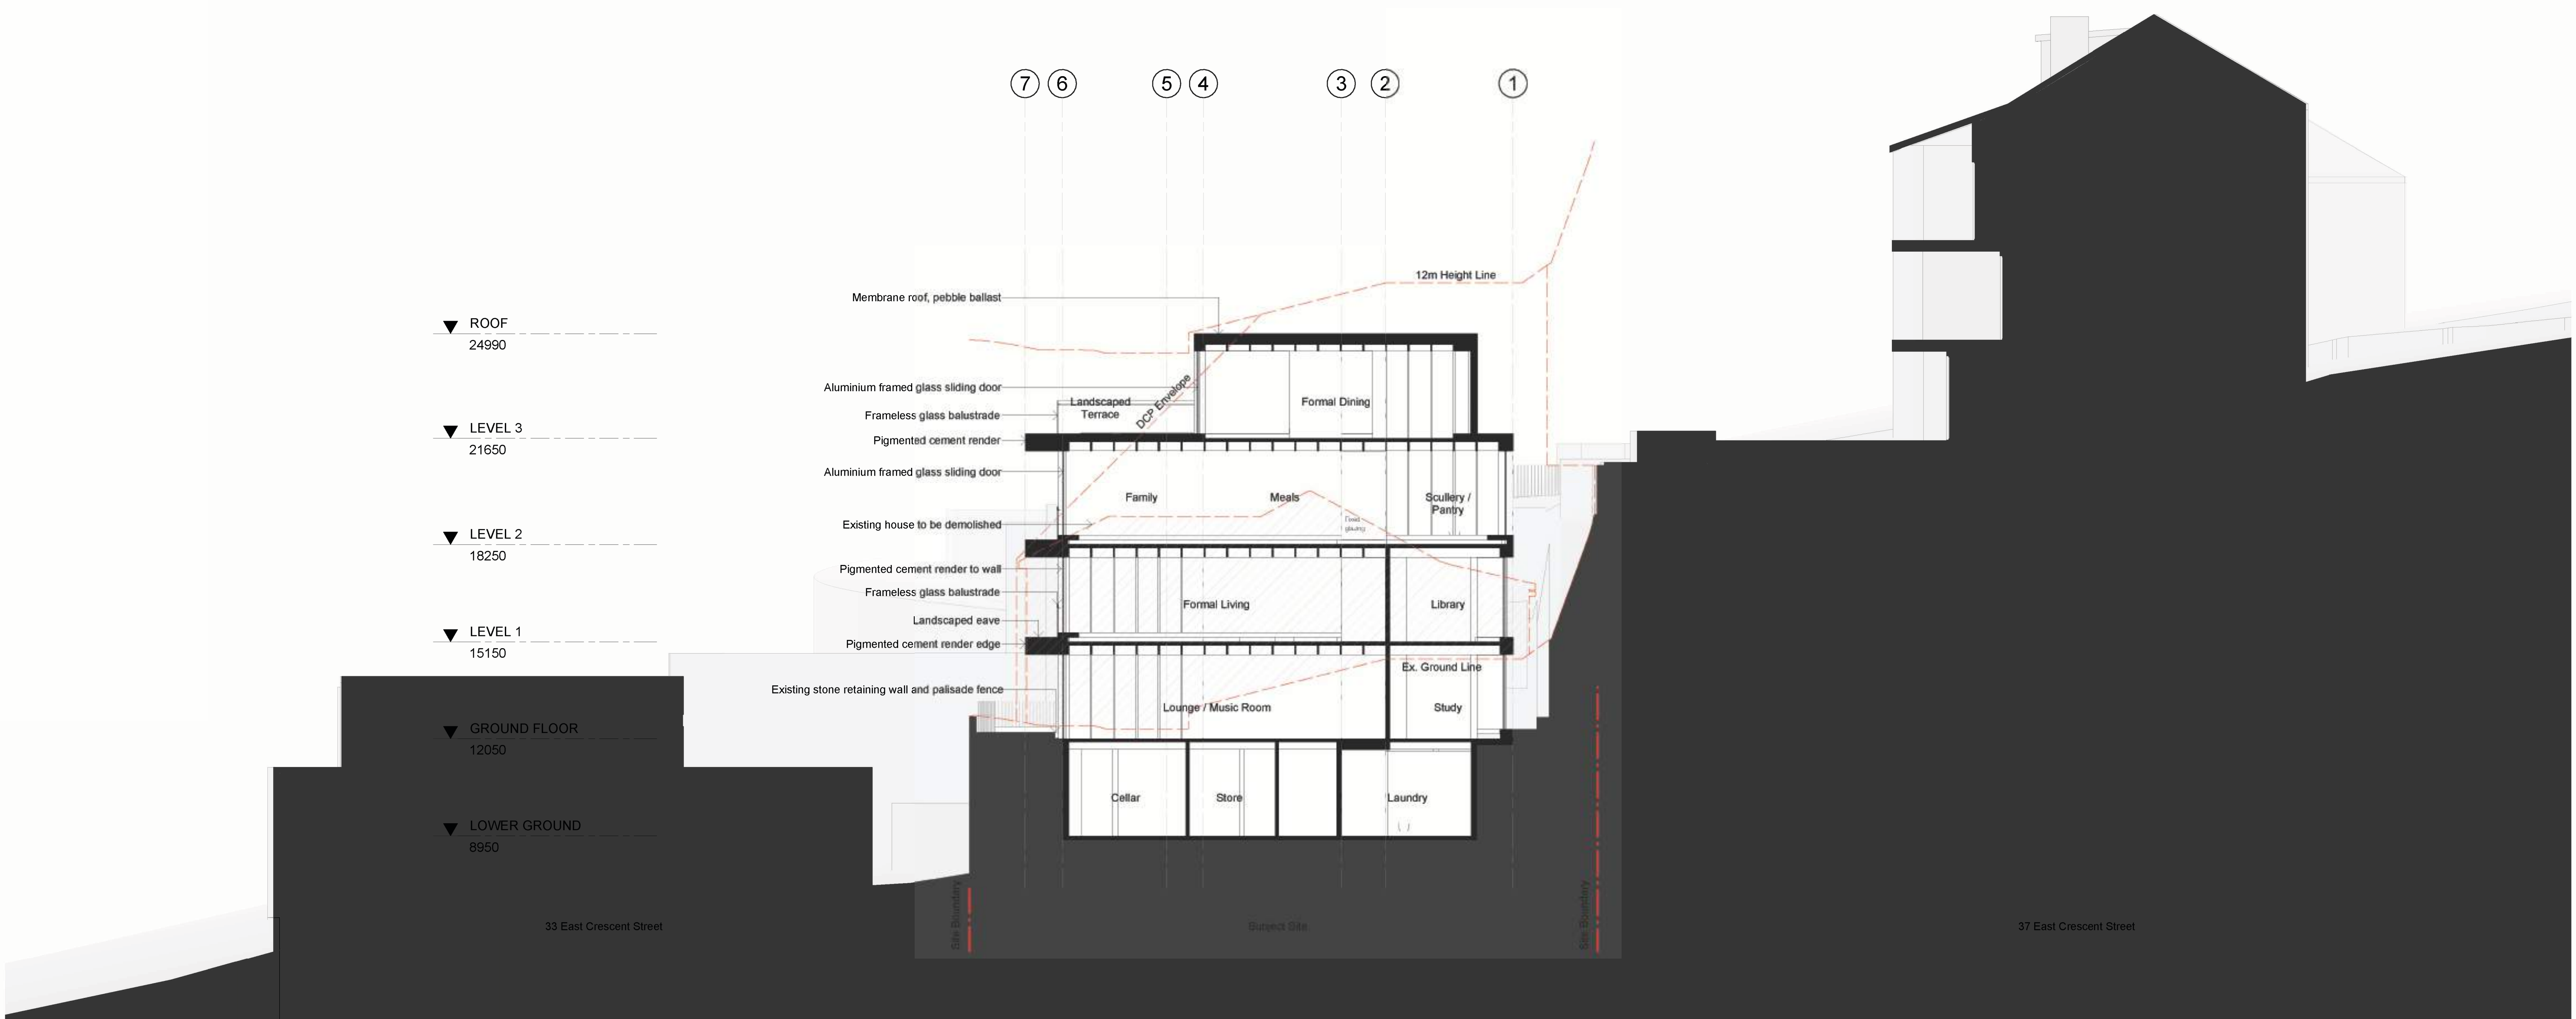 7 6 5 4 3 2 1
12m Height Line
Membrane roof, pebble ballast
ROOF
24990
Aluminium framed glass sliding door
DCP Envelope
Landscaped
Terrace
Formal Dining
Frameless glass balustrade
LEVEL 3
21650
Pigmented cement render
Aluminium framed glass sliding door
Family
Meals
Scullery /
Pantry
Existing house to be demolished
Fixed
glazing
LEVEL 2
18250
Pigmented cement render to wall
Frameless glass balustrade
Formal Living
Library
Landscaped eave
LEVEL 1
15150
Pigmented cement render edge
Ex. Ground Line
Existing stone retaining wall and palisade fence
Lounge / Music Room
Study
GROUND FLOOR
12050
Cellar
Store
Laundry
LOWER GROUND
8950
Site Boundary
Site Boundary
33 East Crescent Street
Subject Site
37 East Crescent Street